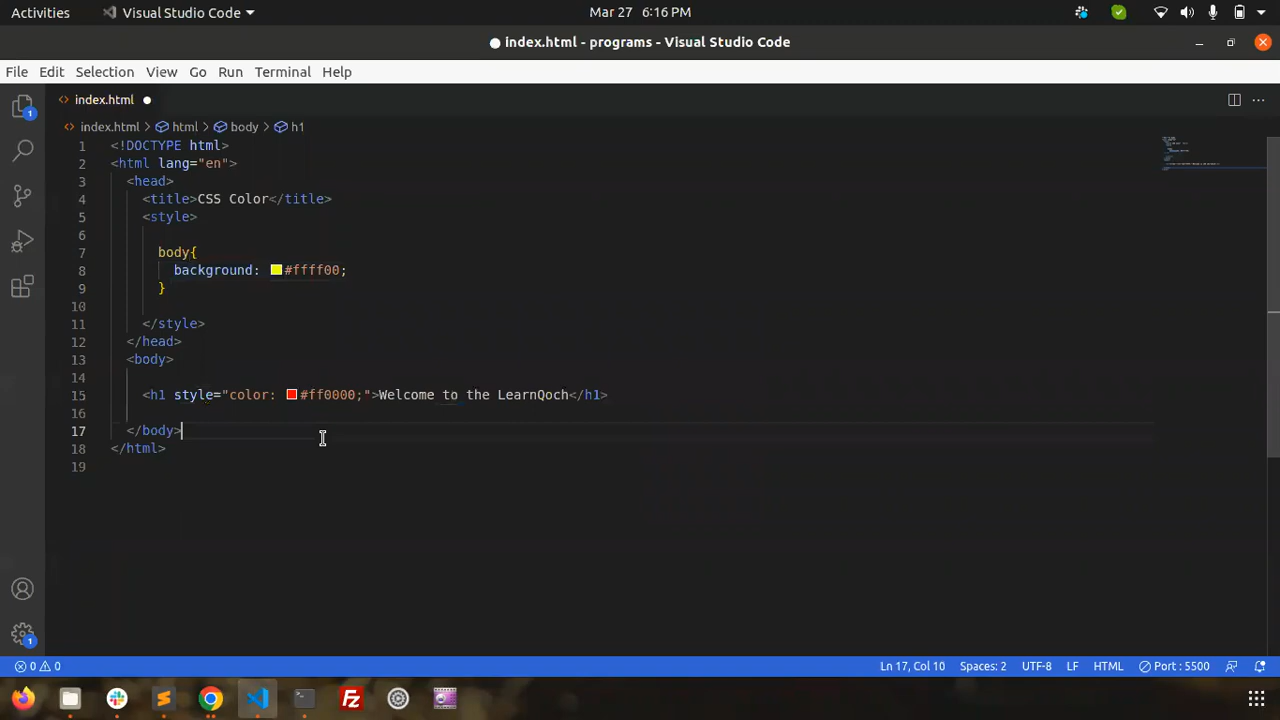 Activities Visual Studio Code Mar 27 6:16 PM
index.html - programs - Visual Studio Code
File Edit Selection View Go Run Terminal Help
1 index.html
index.html html body h1
1 <!DOCTYPE html>
2 <html lang="en">
3 <head>
4 <title>CSS Color</title>
5 <style>
6
7 body{
8 background: #ffff00;
9 }
10
11 </style>
12 </head>
13 <body>
14
15 <h1 style="color: #ff0000;">Welcome to the LearnQoch</h1>
16
17 </body>
18 </html>
19
1
0 0 Ln 17, Col 10 Spaces: 2 UTF-8 LF HTML Port : 5500
Fz